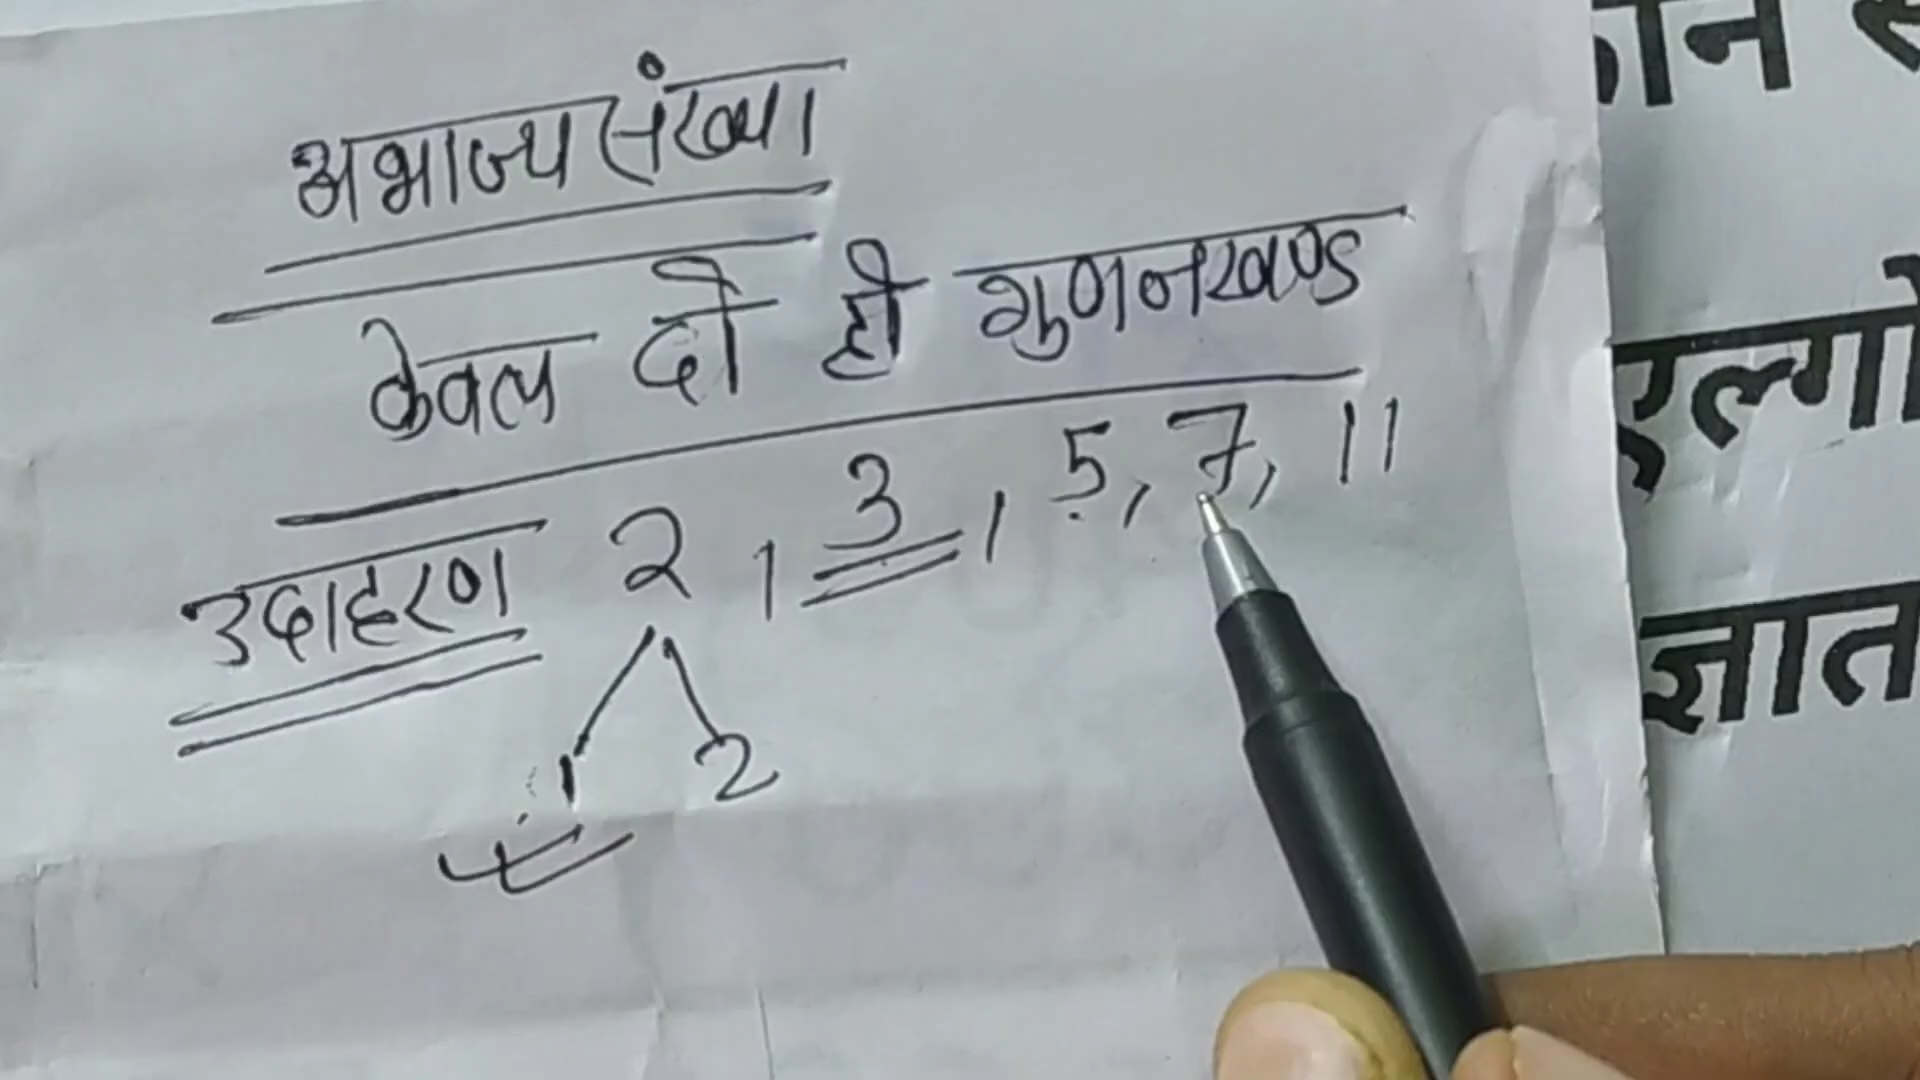 अभाज्य संख्या
केवल दो ही गुणनखण्ड
उदाहरण 2, 3, 5, 7, 11
1 2
ज्ञात